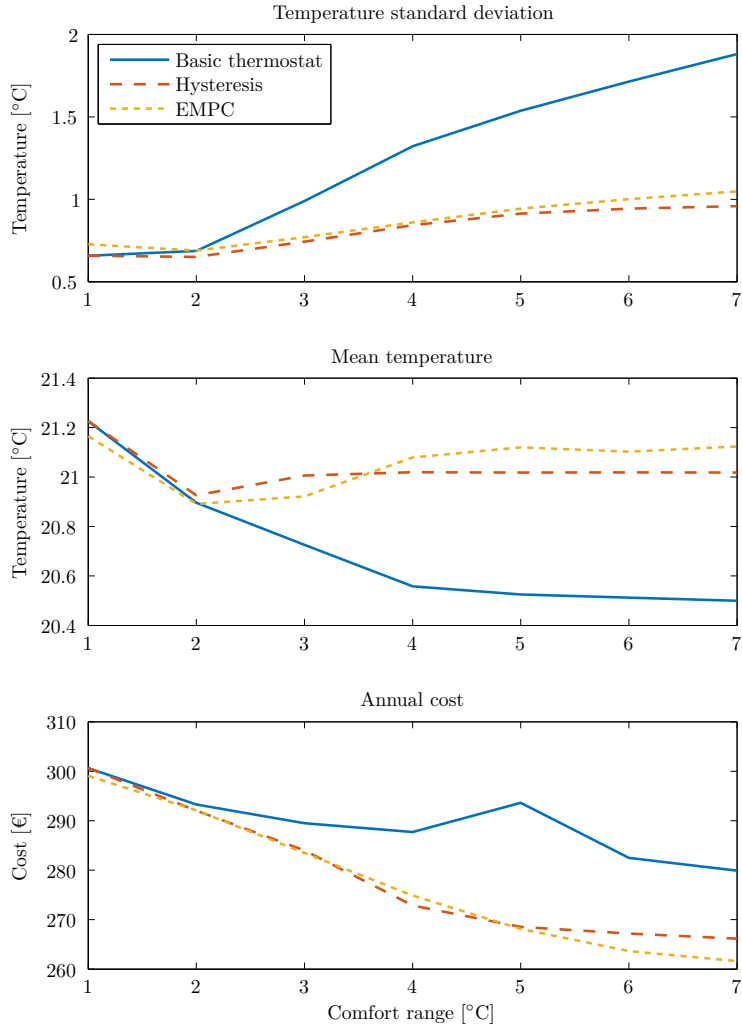 Temperature standard deviation
Temperature [°C]
2
1.5
1
0.5
Basic thermostat
Hysteresis
EMPC
1 2 3 4 5 6 7
Mean temperature
Temperature [°C]
21.4
21.2
21
20.8
20.6
20.4
1 2 3 4 5 6 7
Annual cost
Cost [€]
310
300
290
280
270
260
1 2 3 4 5 6 7
Comfort range [°C]